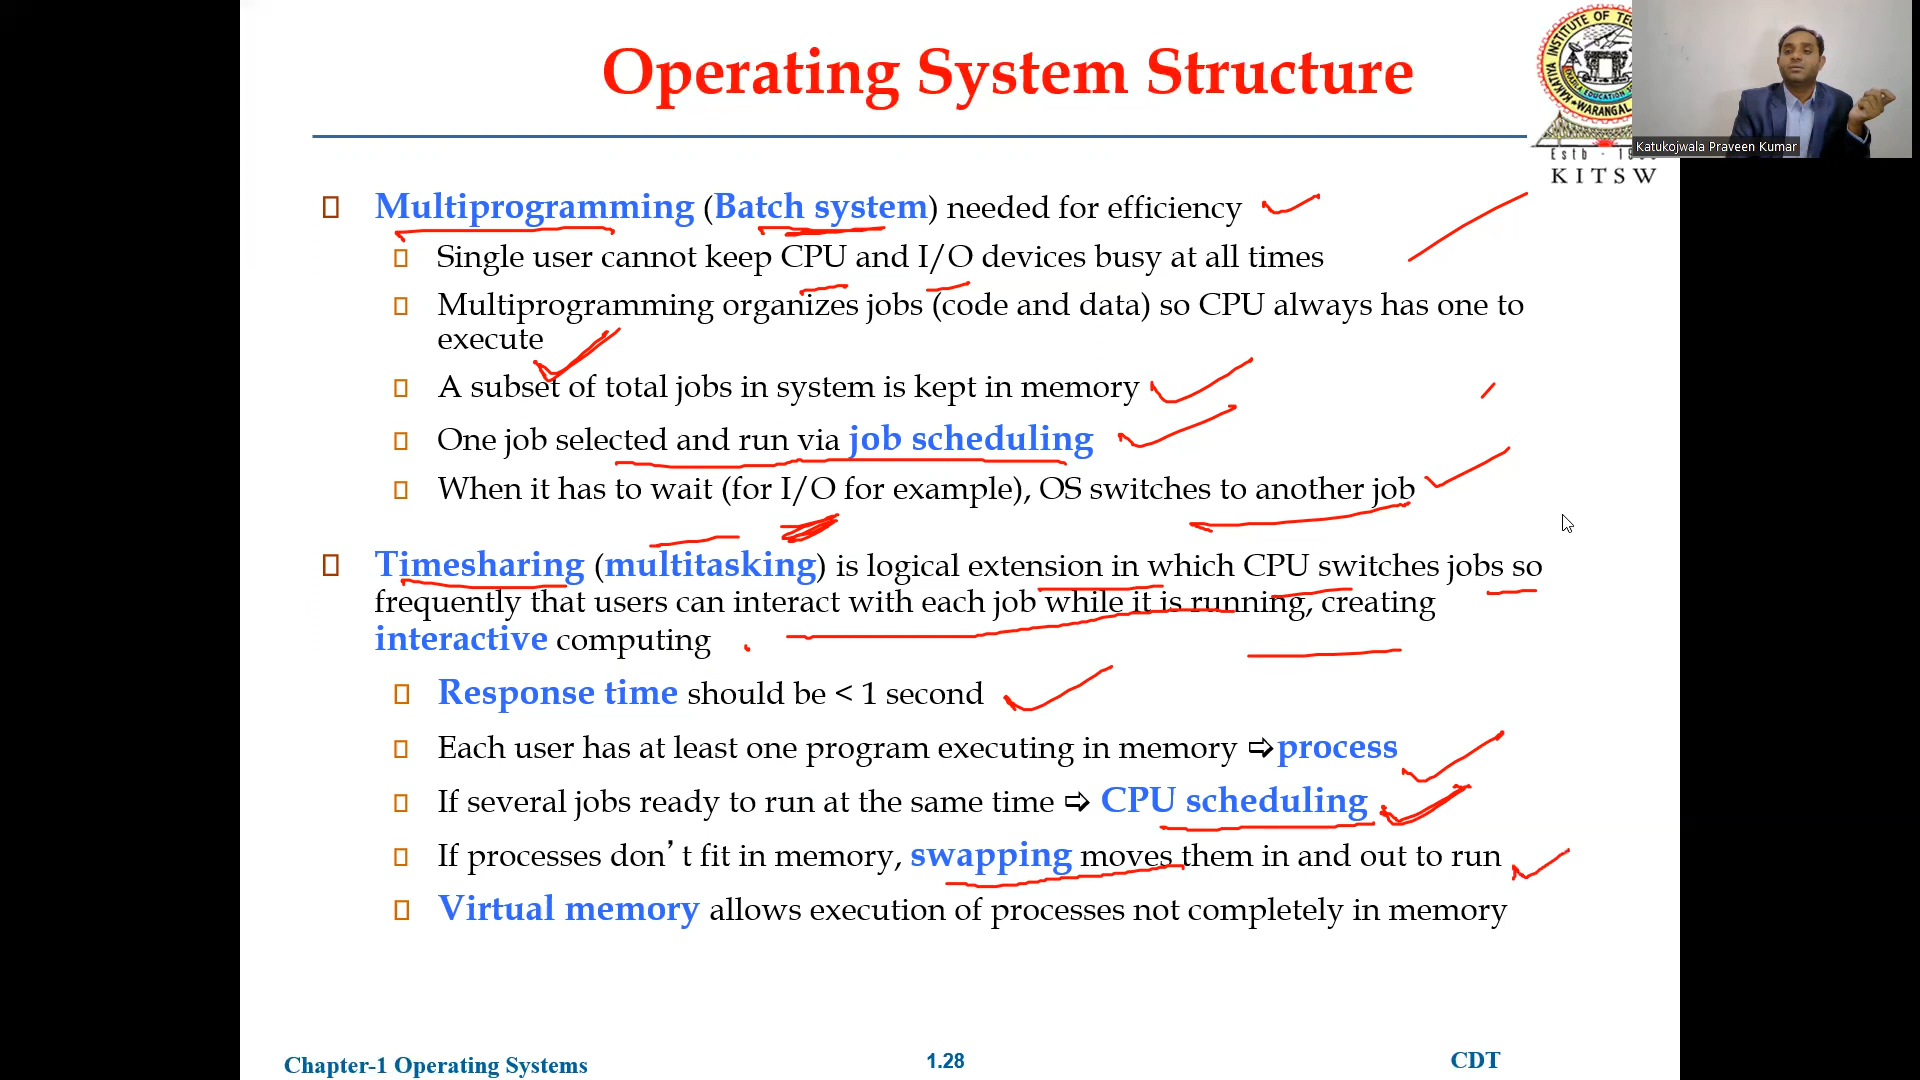 Operating System Structure
INSTITUTE OF TEC
KAKATIYA
WARANGAL
Estb - 19
KITSW
Katukojwala Praveen Kumar
Multiprogramming (Batch system) needed for efficiency
Single user cannot keep CPU and I/O devices busy at all times
Multiprogramming organizes jobs (code and data) so CPU always has one to
execute
A subset of total jobs in system is kept in memory
One job selected and run via job scheduling
When it has to wait (for I/O for example), OS switches to another job
Timesharing (multitasking) is logical extension in which CPU switches jobs so
frequently that users can interact with each job while it is running, creating
interactive computing
Response time should be < 1 second
Each user has at least one program executing in memory ⇨process
If several jobs ready to run at the same time ⇨ CPU scheduling
If processes don’t fit in memory, swapping moves them in and out to run
Virtual memory allows execution of processes not completely in memory
Chapter-1 Operating Systems
1.28
CDT